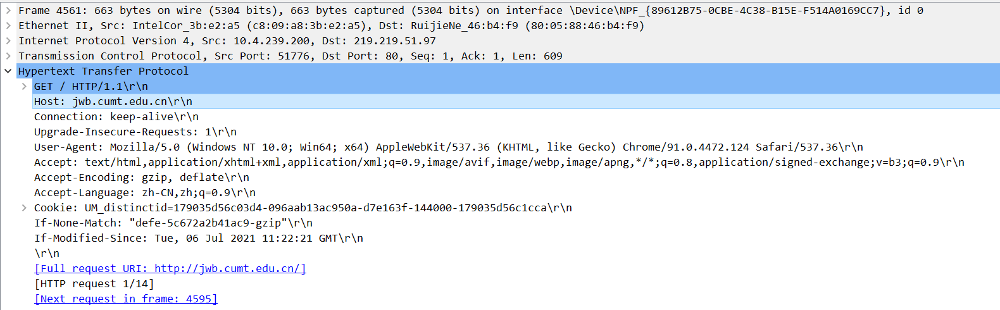 Frame 4561: 663 bytes on wire (5304 bits), 663 bytes captured (5304 bits) on interface \Device\NPF_{89612B75-0CBE-4C38-B15E-F514A0169CC7}, id 0
Ethernet II, Src: IntelCor_3b:e2:a5 (c8:09:a8:3b:e2:a5), Dst: RuijieNe_46:b4:f9 (80:05:88:46:b4:f9)
Internet Protocol Version 4, Src: 10.4.239.200, Dst: 219.219.51.97
Transmission Control Protocol, Src Port: 51776, Dst Port: 80, Seq: 1, Ack: 1, Len: 609
Hypertext Transfer Protocol
GET / HTTP/1.1\r\n
Host: jwb.cumt.edu.cn\r\n
Connection: keep-alive\r\n
Upgrade-Insecure-Requests: 1\r\n
User-Agent: Mozilla/5.0 (Windows NT 10.0; Win64; x64) AppleWebKit/537.36 (KHTML, like Gecko) Chrome/91.0.4472.124 Safari/537.36\r\n
Accept: text/html,application/xhtml+xml,application/xml;q=0.9,image/avif,image/webp,image/apng,*/*;q=0.8,application/signed-exchange;v=b3;q=0.9\r\n
Accept-Encoding: gzip, deflate\r\n
Accept-Language: zh-CN,zh;q=0.9\r\n
Cookie: UM_distinctid=179035d56c03d4-096aab13ac950a-d7e163f-144000-179035d56c1cca\r\n
If-None-Match: "defe-5c672a2b41ac9-gzip"\r\n
If-Modified-Since: Tue, 06 Jul 2021 11:22:21 GMT\r\n
\r\n
[Full request URI: http://jwb.cumt.edu.cn/]
[HTTP request 1/14]
[Next request in frame: 4595]